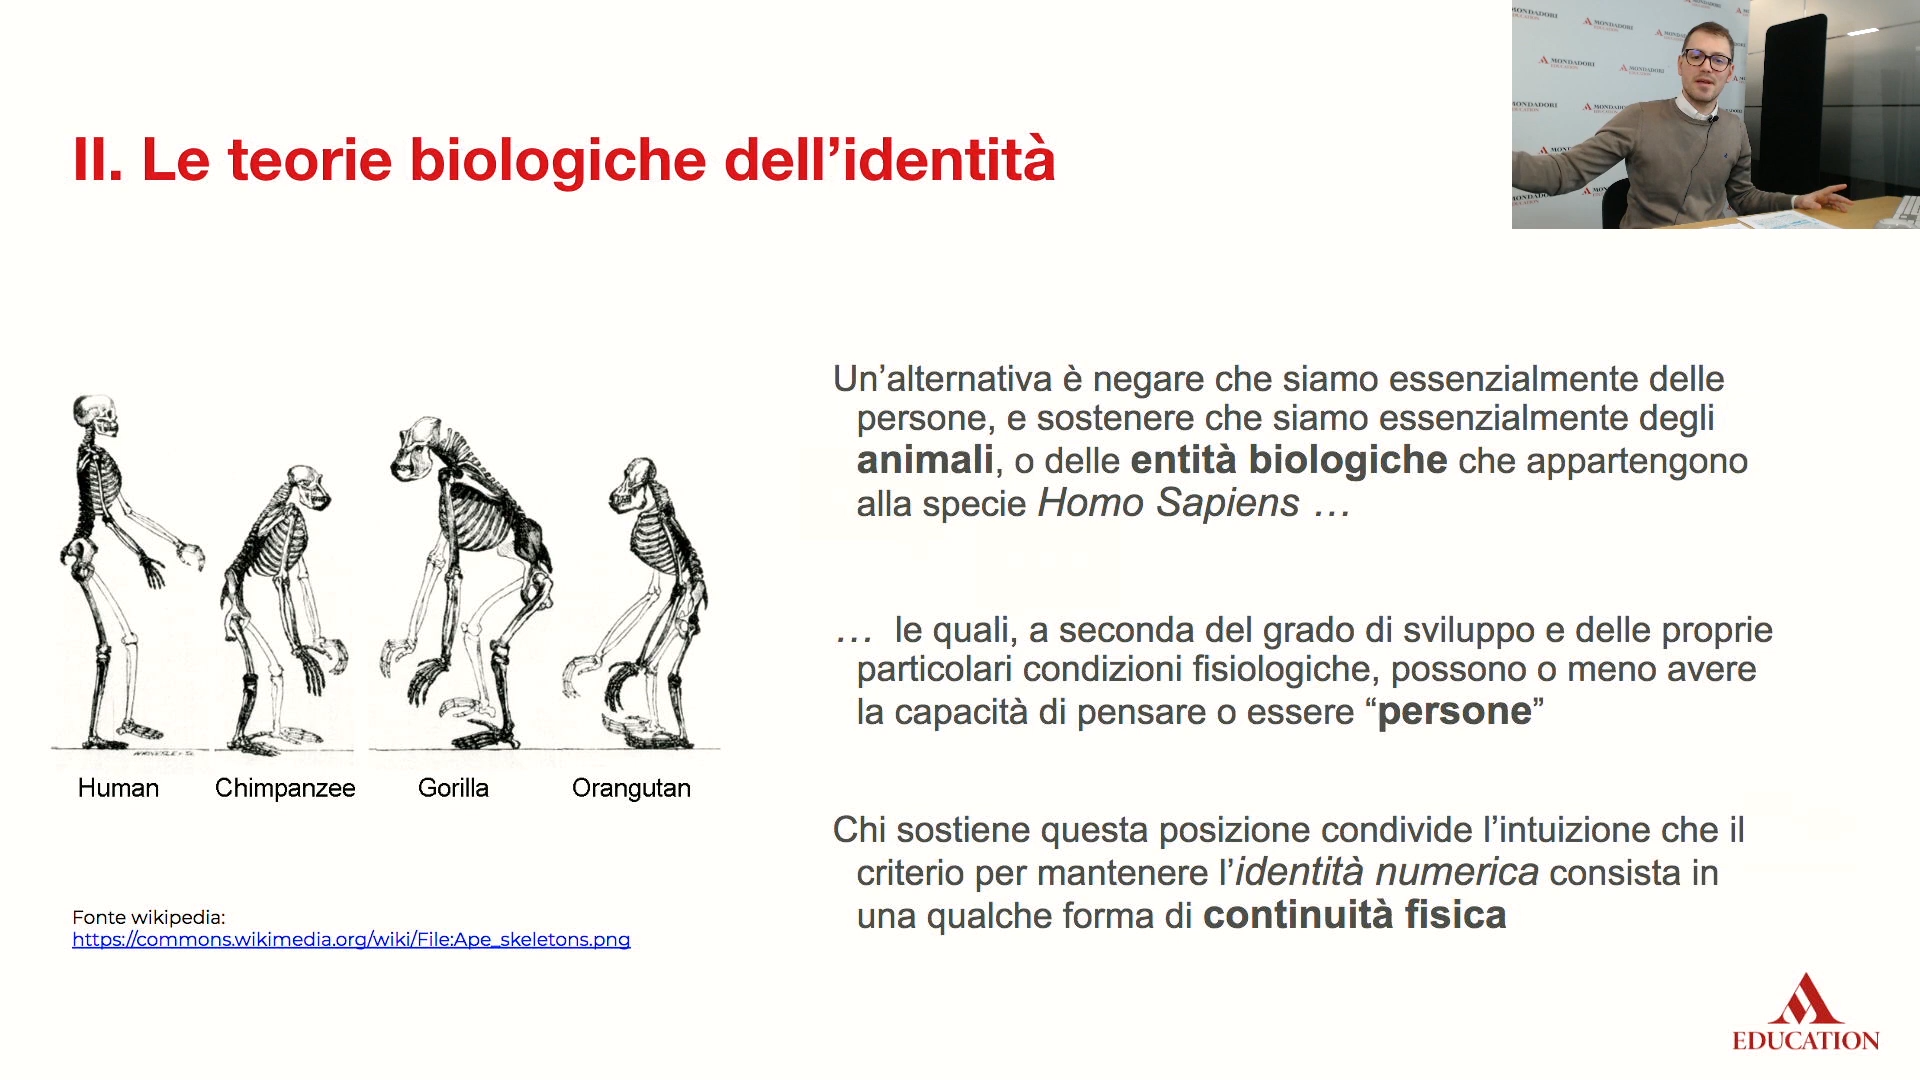 MONDADORI
EDUCATION
II. Le teorie biologiche dell’identità
Un’alternativa è negare che siamo essenzialmente delle
persone, e sostenere che siamo essenzialmente degli
animali, o delle entità biologiche che appartengono
alla specie Homo Sapiens …
… le quali, a seconda del grado di sviluppo e delle proprie
particolari condizioni fisiologiche, possono o meno avere
la capacità di pensare o essere “persone”
Chi sostiene questa posizione condivide l’intuizione che il
criterio per mantenere l’identità numerica consista in
una qualche forma di continuità fisica
Human Chimpanzee Gorilla Orangutan
Fonte wikipedia:
https://commons.wikimedia.org/wiki/File:Ape_skeletons.png
EDUCATION